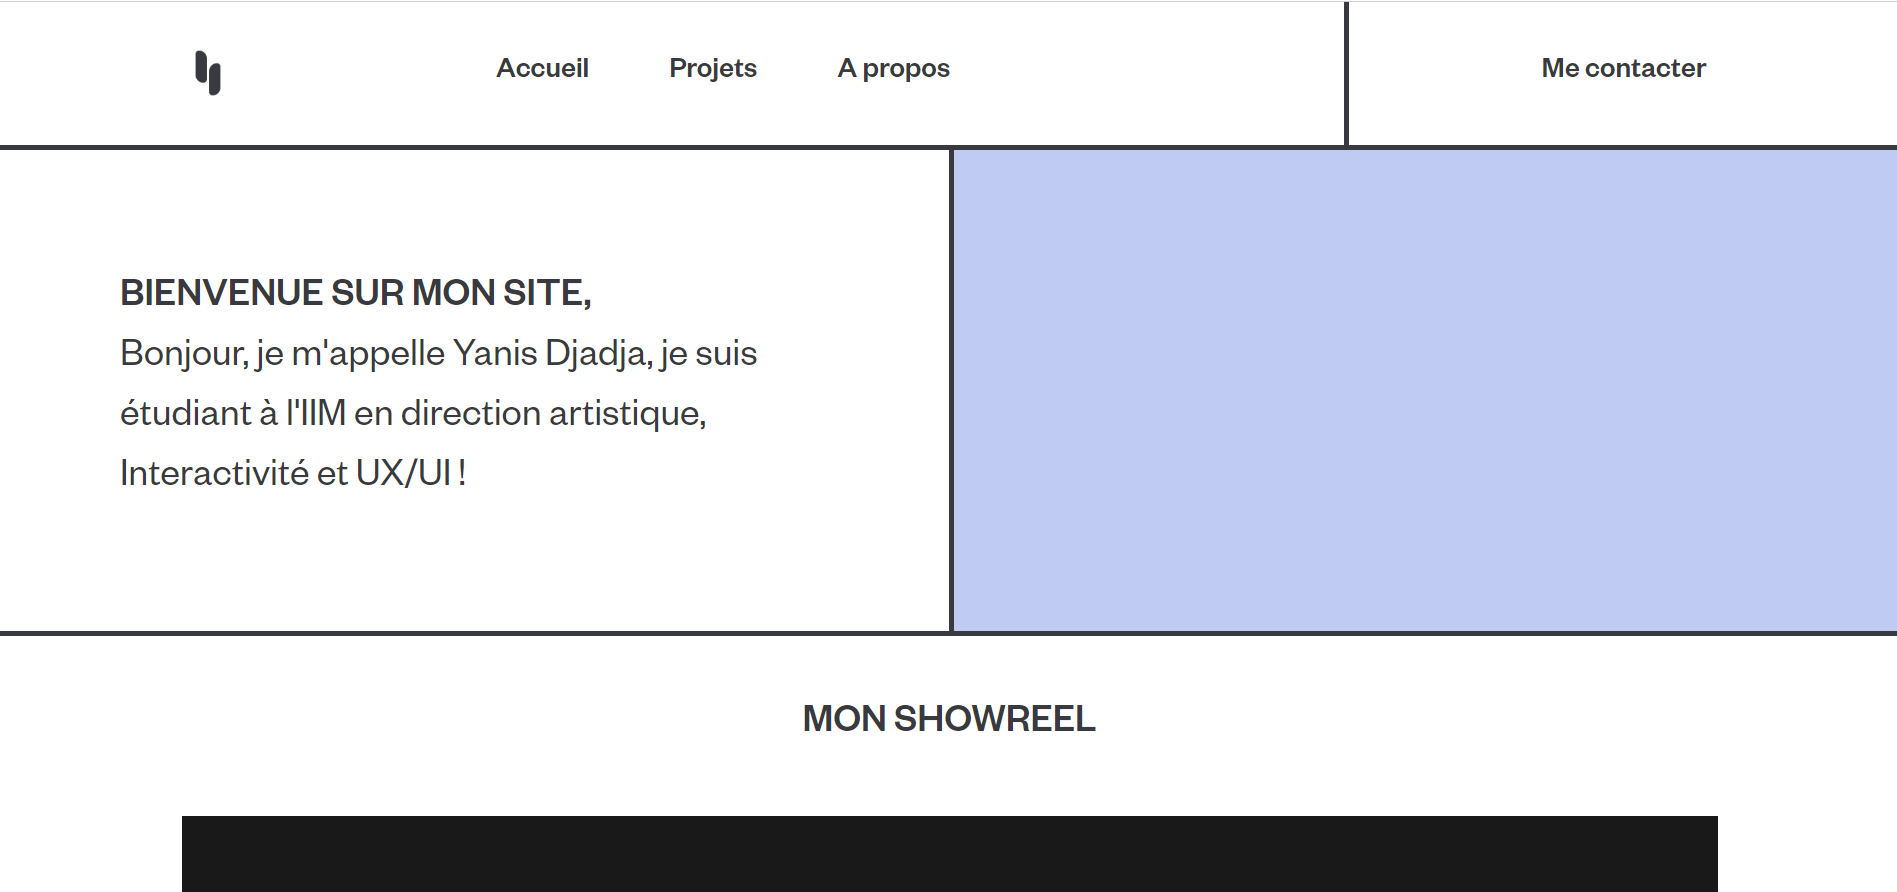 Accueil Projets A propos Me contacter
BIENVENUE SUR MON SITE,
Bonjour, je m'appelle Yanis Djadja, je suis
étudiant à l'IIM en direction artistique,
Interactivité et UX/UI !
MON SHOWREEL